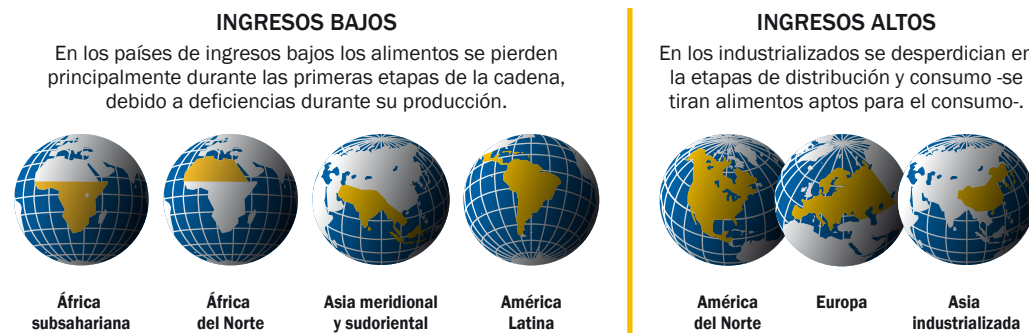 INGRESOS BAJOS
En los países de ingresos bajos los alimentos se pierden
principalmente durante las primeras etapas de la cadena,
debido a deficiencias durante su producción.
África
subsahariana
África
del Norte
Asia meridional
y sudoriental
América
Latina
INGRESOS ALTOS
En los industrializados se desperdician en
la etapas de distribución y consumo -se
tiran alimentos aptos para el consumo-.
América
del Norte
Europa
Asia
industrializada